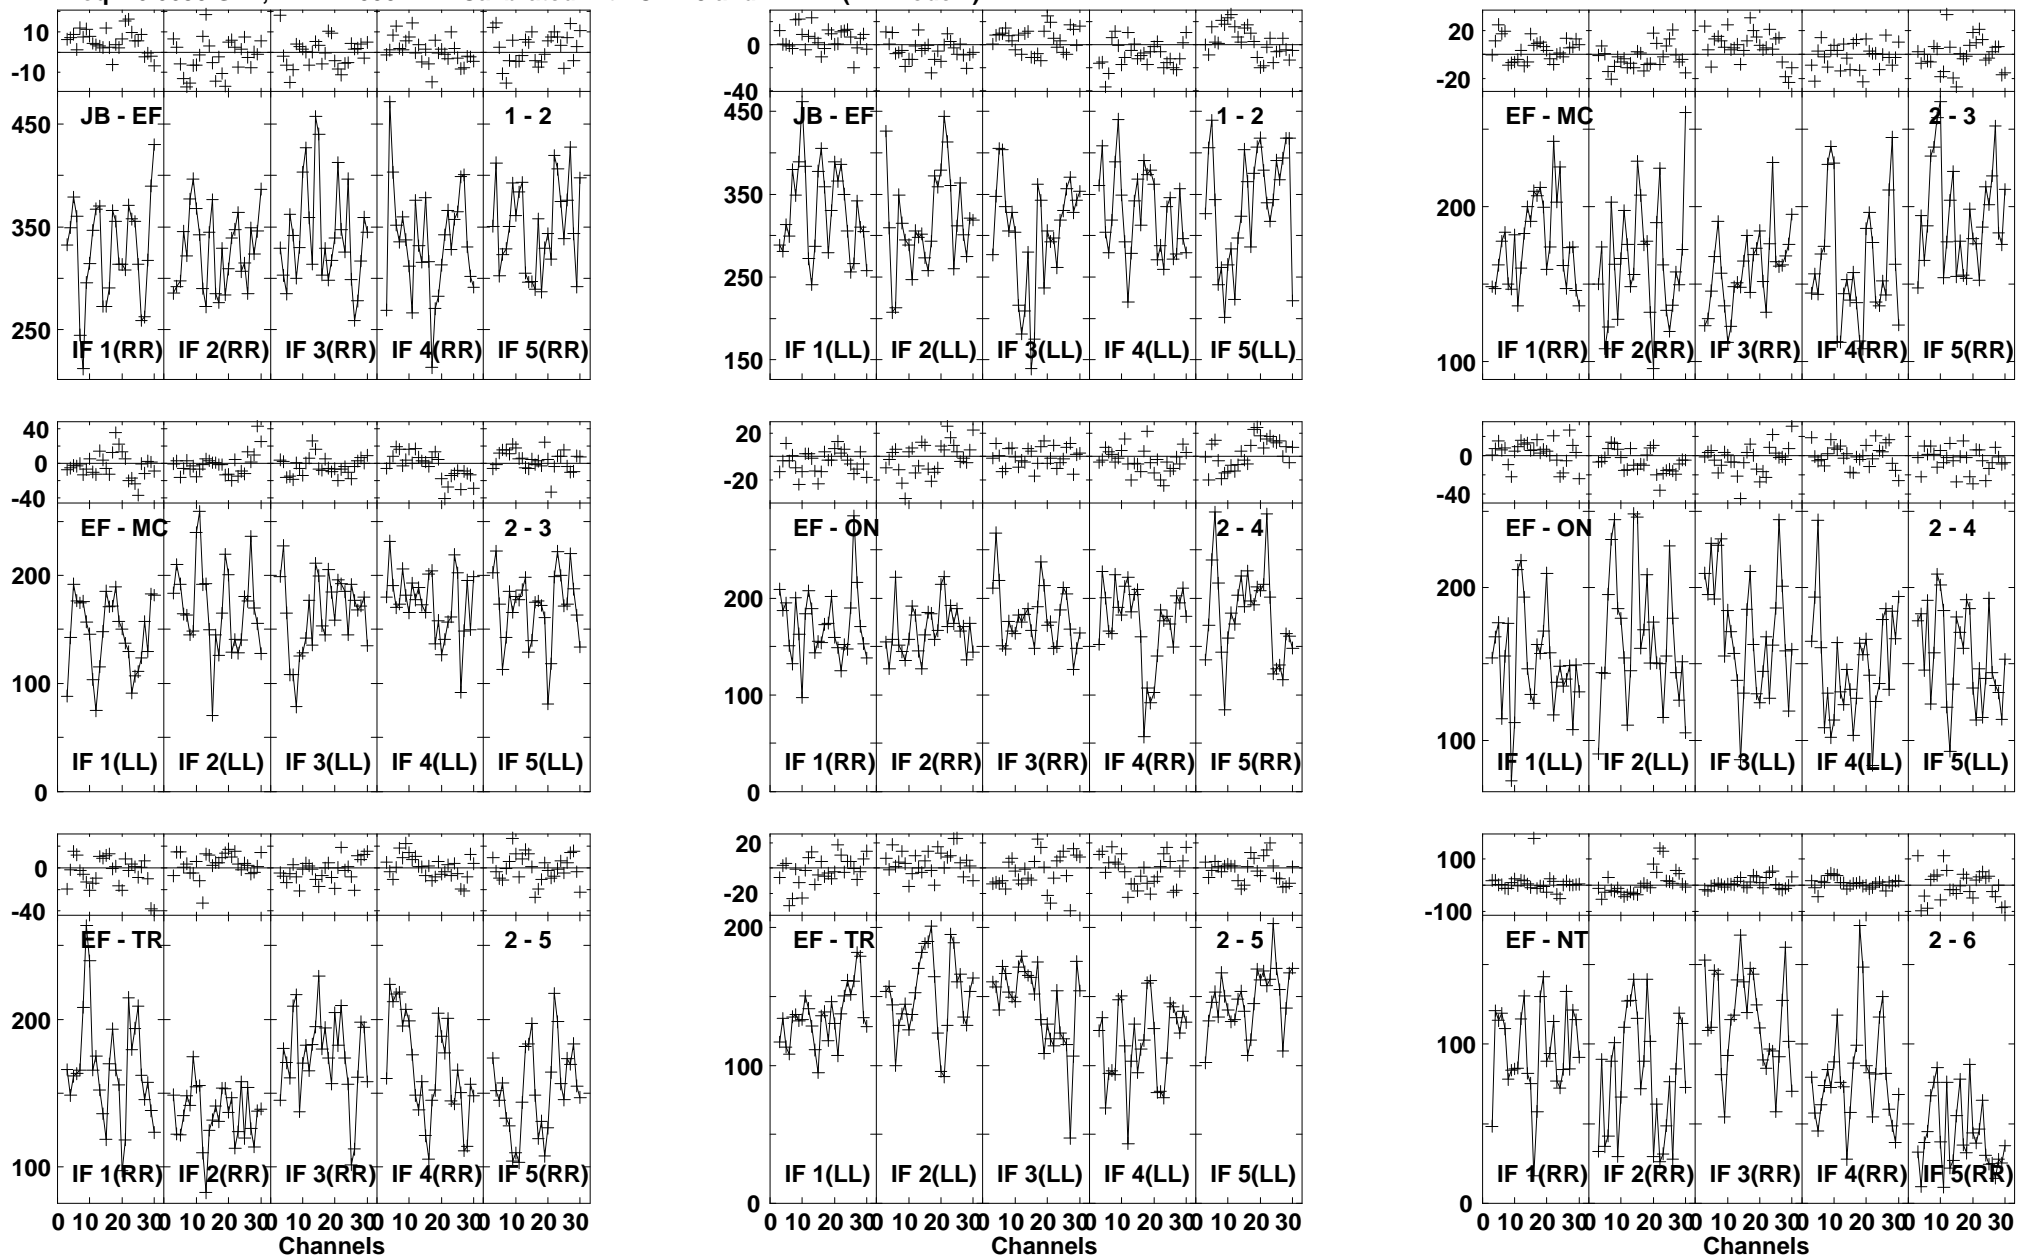 10
-10
JB - EF 1 - 2
450
350
250
IF 1(RR) IF 2(RR) IF 3(RR) IF 4(RR) IF 5(RR)
0
-40
JB - EF 1 - 2
450
350
250
150
IF 1(LL) IF 2(LL) IF 3(LL) IF 4(LL) IF 5(LL)
20
-20
EF - MC 2 - 3
200
100
IF 1(RR) IF 2(RR) IF 3(RR) IF 4(RR) IF 5(RR)
40
0
-40
EF - MC 2 - 3
200
100
0
IF 1(LL) IF 2(LL) IF 3(LL) IF 4(LL) IF 5(LL)
20
-20
EF - ON 2 - 4
200
100
0
IF 1(RR) IF 2(RR) IF 3(RR) IF 4(RR) IF 5(RR)
0
-40
EF - ON 2 - 4
200
100
IF 1(LL) IF 2(LL) IF 3(LL) IF 4(LL) IF 5(LL)
0
-40
EF - TR 2 - 5
200
100
IF 1(RR) IF 2(RR) IF 3(RR) IF 4(RR) IF 5(RR)
0 10 20 30 0 10 20 30 0 10 20 30 0 10 20 30 0 10 20 30
Channels
20
-20
EF - TR 2 - 5
200
100
0
IF 1(LL) IF 2(LL) IF 3(LL) IF 4(LL) IF 5(LL)
0 10 20 30 0 10 20 30 0 10 20 30 0 10 20 30 0 10 20 30
Channels
100
-100
EF - NT 2 - 6
100
0
IF 1(RR) IF 2(RR) IF 3(RR) IF 4(RR) IF 5(RR)
0 10 20 30 0 10 20 30 0 10 20 30 0 10 20 30 0 10 20 30
Channels